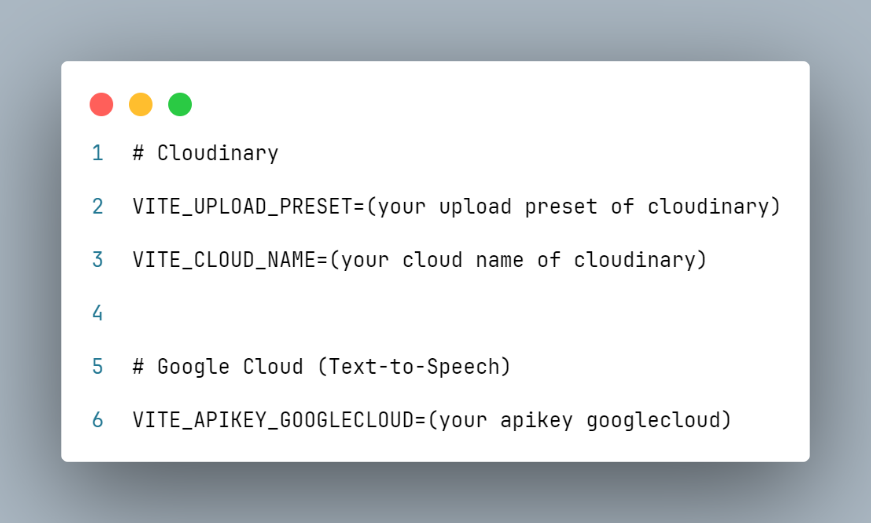 1 # Cloudinary
2 VITE_UPLOAD_PRESET=(your upload preset of cloudinary)
3 VITE_CLOUD_NAME=(your cloud name of cloudinary)
4
5 # Google Cloud (Text-to-Speech)
6 VITE_APIKEY_GOOGLECLOUD=(your apikey googlecloud)